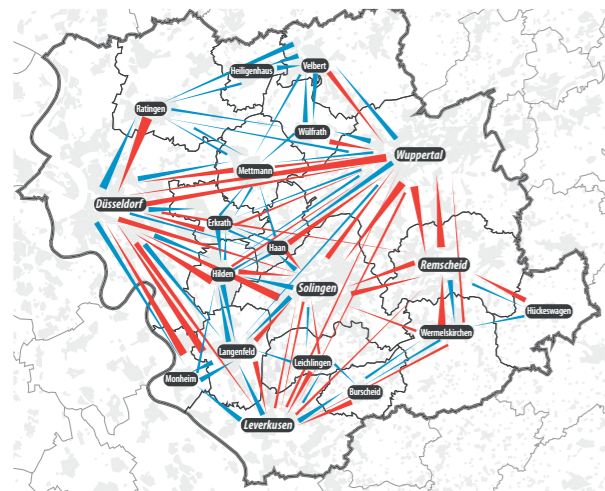 Velbert
Heiligenhaus
Ratingen
Wülfrath
Wuppertal
Mettmann
Düsseldorf
Erkrath
Haan
Remscheid
Hilden
Solingen
Hückeswagen
Wermelskirchen
Langenfeld
Leichlingen
Monheim
Burscheid
Leverkusen